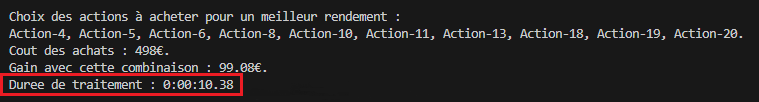 Choix des actions à acheter pour un meilleur rendement :
Action-4, Action-5, Action-6, Action-8, Action-10, Action-11, Action-13, Action-18, Action-19, Action-20.
Cout des achats : 498€.
Gain avec cette combinaison : 99.08€.
Duree de traitement : 0:00:10.38